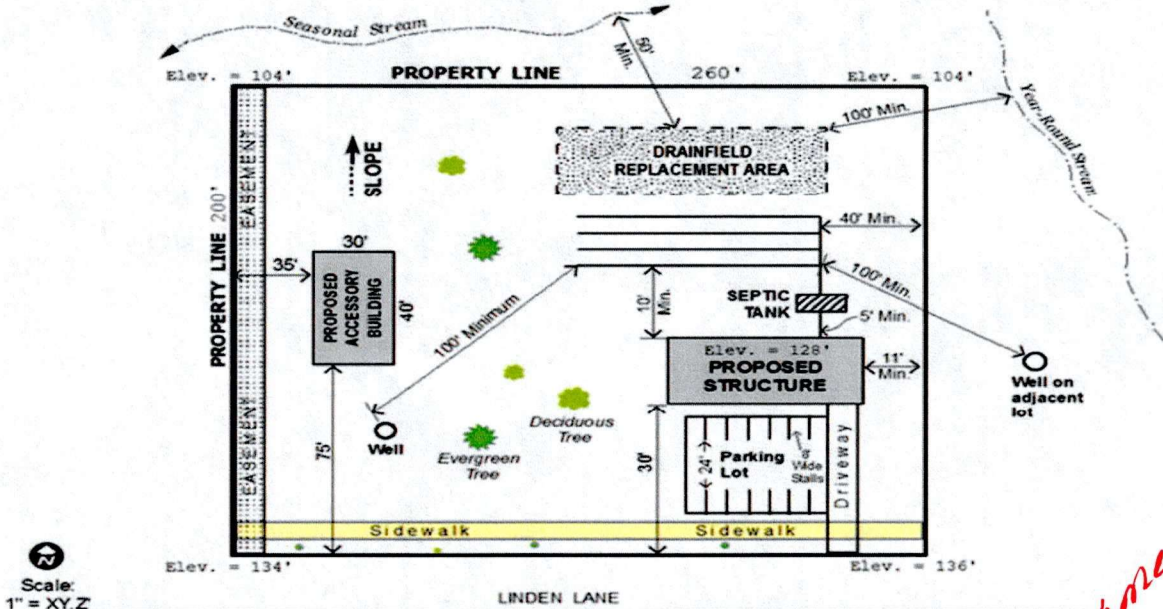 Seasonal Stream
50'
Min.
Elev. = 104'
PROPERTY LINE
260'
Elev. = 104'
100' Min.
Year-Round Stream
EASEMENT
SLOPE
DRAINFIELD
REPLACEMENT AREA
PROPERTY LINE 200'
30'
35'
PROPOSED
ACCESSORY
BUILDING
40'
40' Min.
100' Minimum
10'
Min.
SEPTIC
TANK
100' Min.
5' Min.
Elev. = 128'
PROPOSED
STRUCTURE
11'
Min.
Well on
adjacent
lot
EASEMENT
75'
Well
Deciduous
Tree
Evergreen
Tree
30'
24'
Parking
Lot
Wide
Stalls
Driveway
Sidewalk
Sidewalk
Elev. = 134'
Elev. = 136'
N
Scale:
1" = XY.Z'
LINDEN LANE